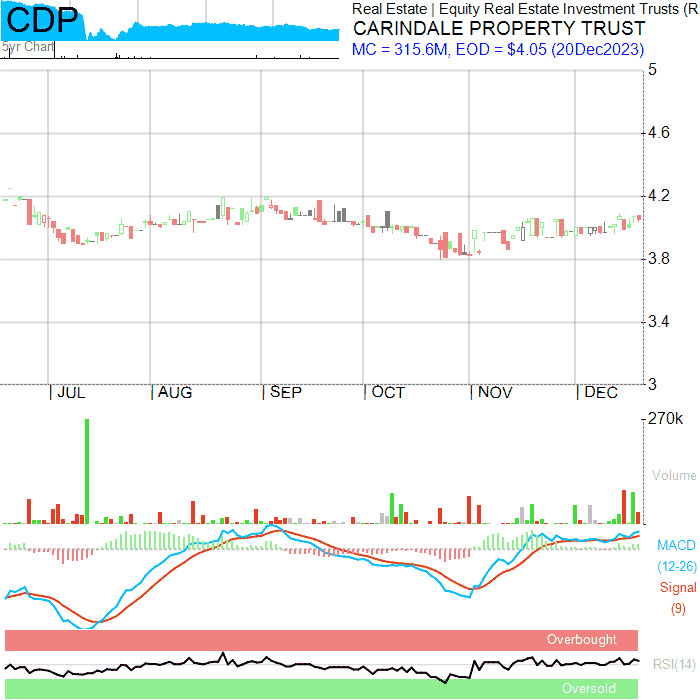 CDP
5yr Chart
Real Estate | Equity Real Estate Investment Trusts (R
CARINDALE PROPERTY TRUST
MC = 315.6M, EOD = $4.05 (20Dec2023)
5
4.6
4.2
3.8
3.4
3
JUL AUG SEP OCT NOV DEC
270k
Volume
MACD
(12-26)
Signal
(9)
Overbought
RSI(14)
Oversold